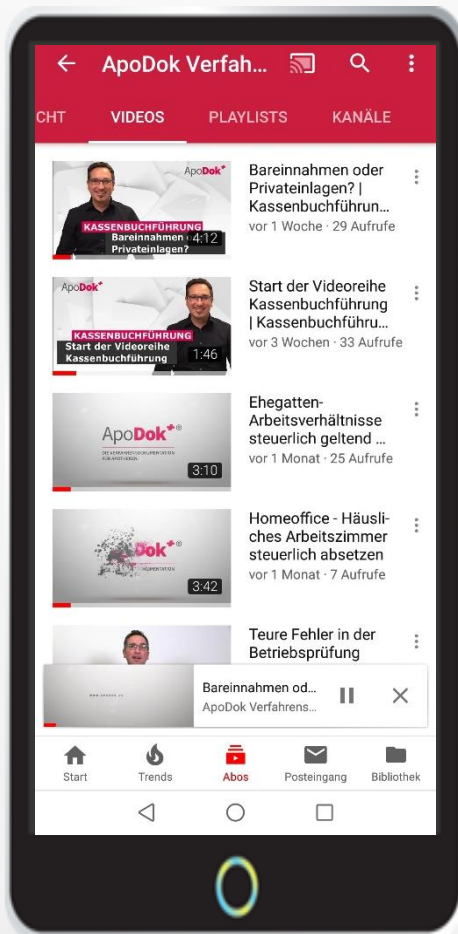 ApoDok Verfah...
CHT VIDEOS PLAYLISTS KANÄLE
ApoDok+
KASSENBUCHFÜHRUNG
Bareinnahmen o
Privateinlagen?
4:12
Bareinnahmen oder
Privateinlagen? |
Kassenbuchführun...
vor 1 Woche · 29 Aufrufe
ApoDok+
KASSENBUCHFÜHRUNG
Start der Videoreihe
Kassenbuchführung
1:46
Start der Videoreihe
Kassenbuchführung
| Kassenbuchführu...
vor 3 Wochen · 33 Aufrufe
ApoDok+®
DIE VERFAHRENSDOKUMENTATION
FÜR APOTHEKEN
3:10
Ehegatten-
Arbeitsverhältnisse
steuerlich geltend ...
vor 1 Monat · 25 Aufrufe
Dok+®
3:42
Homeoffice - Häusli-
ches Arbeitszimmer
steuerlich absetzen
vor 1 Monat · 7 Aufrufe
Teure Fehler in der
Betriebsprüfung
Bareinnahmen od...
ApoDok Verfahrens...
Start Trends Abos Posteingang Bibliothek